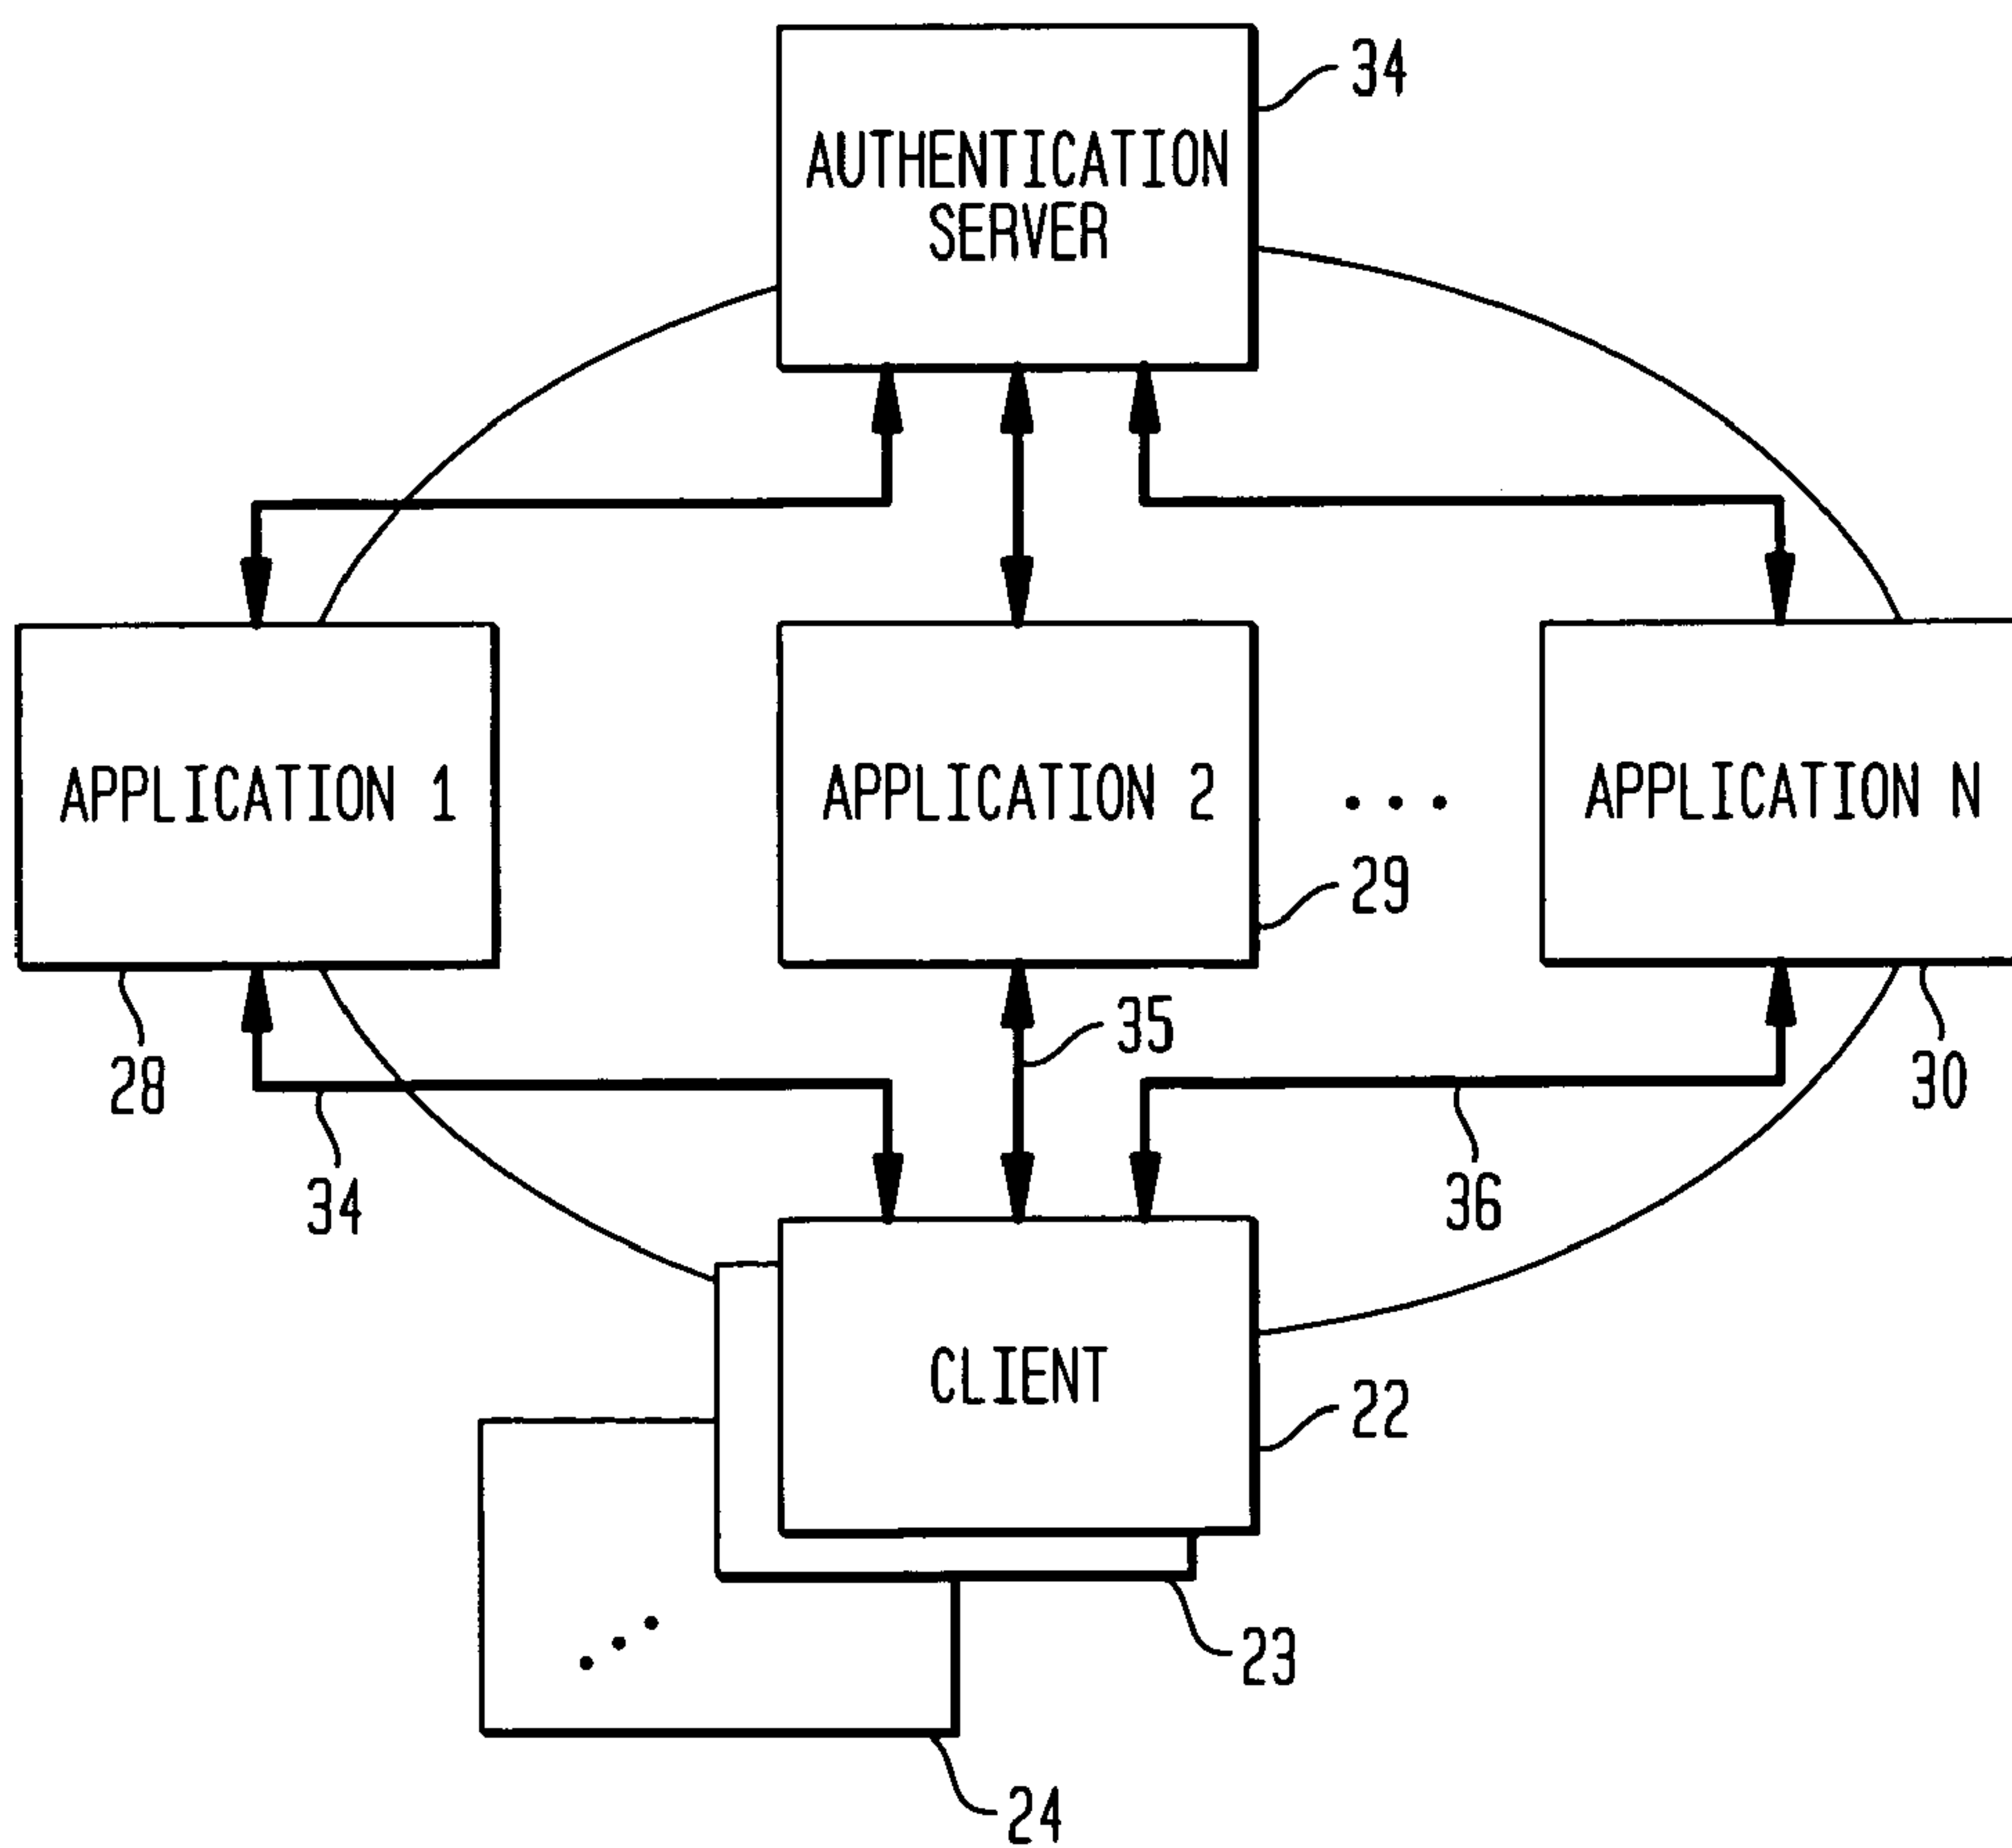 34
AUTHENTICATION
SERVER
APPLICATION 1
APPLICATION 2
• • •
APPLICATION N
29
28
35
30
34
36
CLIENT
22
23
24